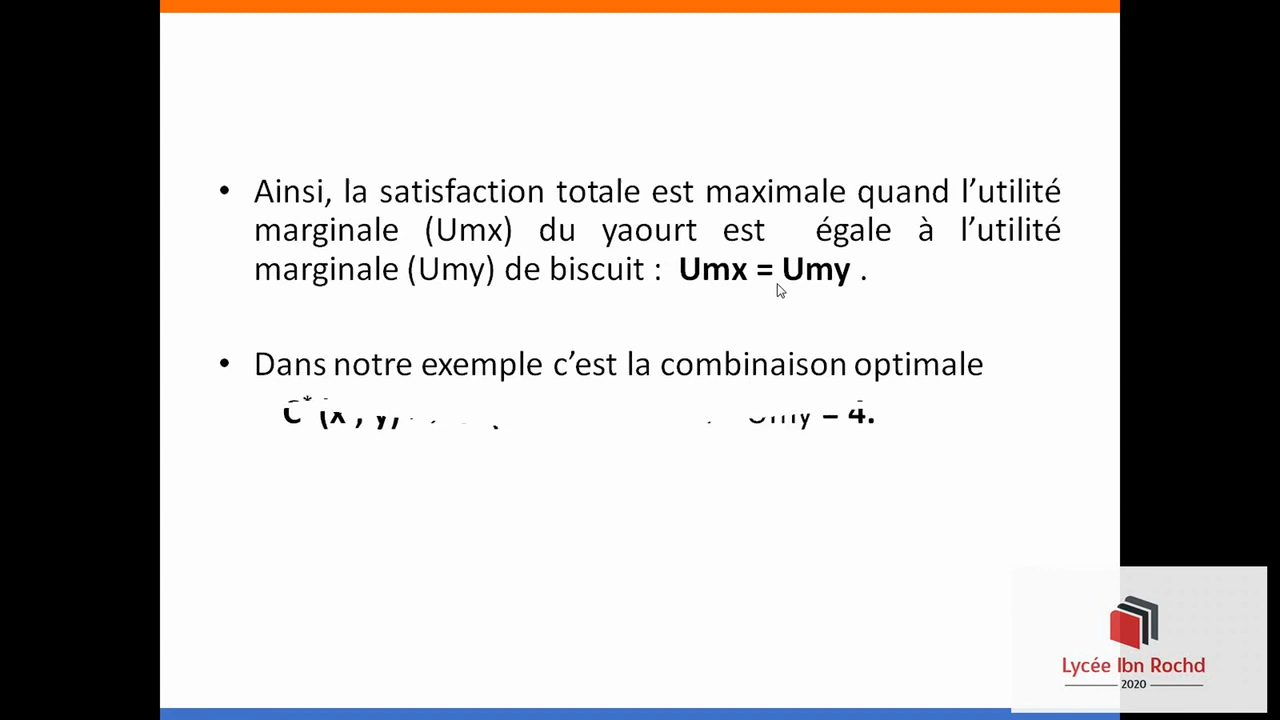 • Ainsi, la satisfaction totale est maximale quand l’utilité
marginale (Umx) du yaourt est égale à l’utilité
marginale (Umy) de biscuit : Umx = Umy .
• Dans notre exemple c’est la combinaison optimale
C* (x , y) Umy = 4.
Lycée Ibn Rochd
2020